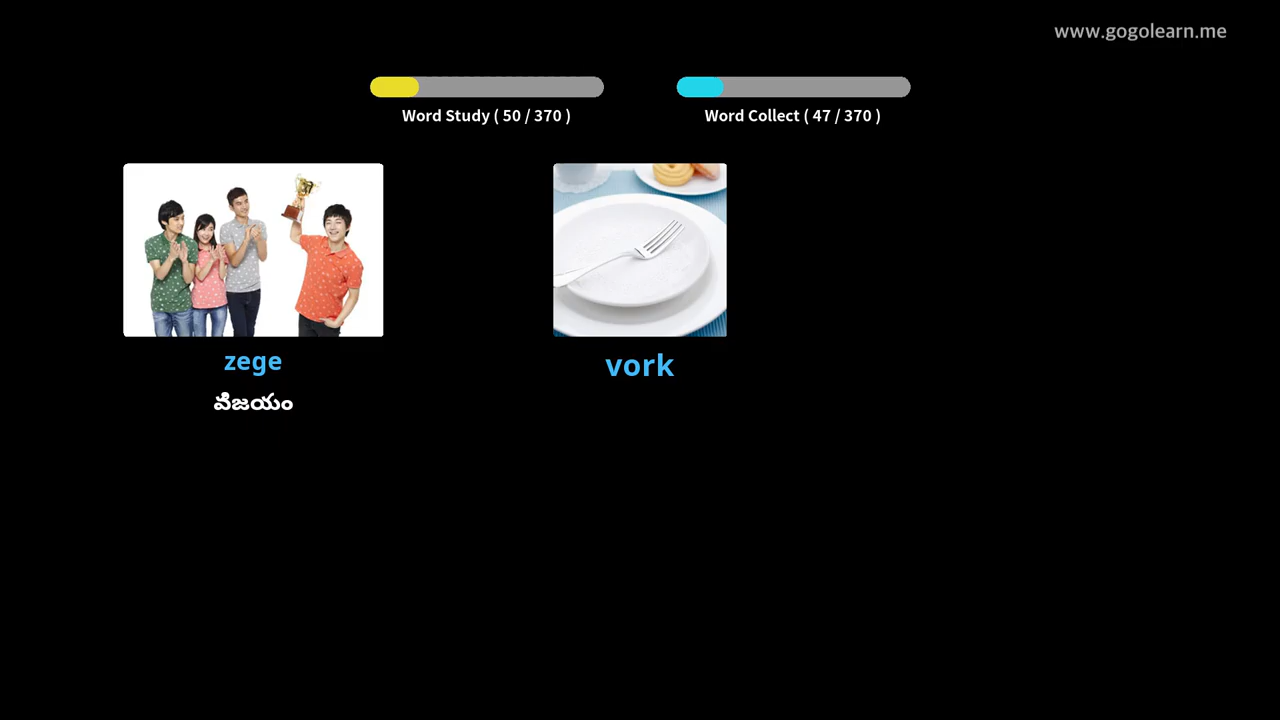 www.gogolearn.me
Word Study ( 50 / 370 )
Word Collect ( 47 / 370 )
zege
విజయం
vork